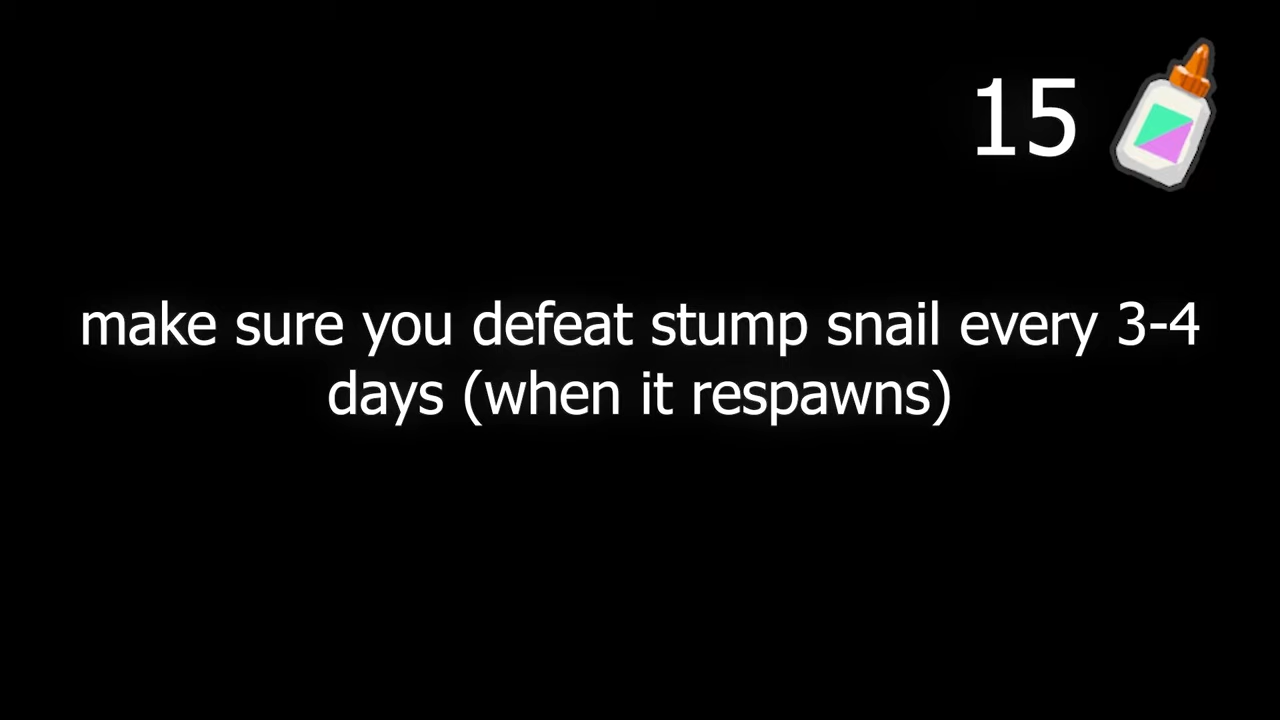 15
make sure you defeat stump snail every 3-4
days (when it respawns)